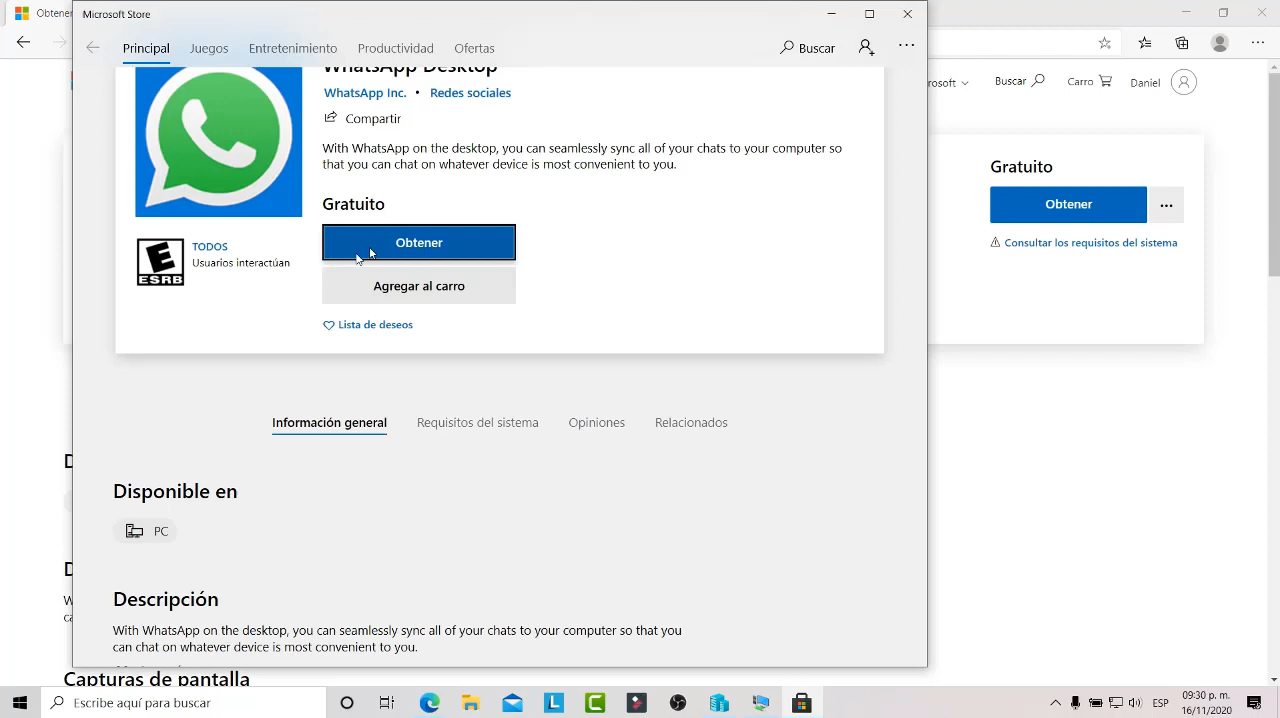 Obtener
Microsoft Store
Principal
Juegos
Entretenimiento
Productividad
Ofertas
Buscar
WhatsApp Desktop
WhatsApp Inc. • Redes sociales
Compartir
With WhatsApp on the desktop, you can seamlessly sync all of your chats to your computer so
that you can chat on whatever device is most convenient to you.
Gratuito
Obtener
Agregar al carro
Lista de deseos
E
ESRB
TODOS
Usuarios interactúan
Información general
Requisitos del sistema
Opiniones
Relacionados
Disponible en
PC
Descripción
With WhatsApp on the desktop, you can seamlessly sync all of your chats to your computer so that you
can chat on whatever device is most convenient to you.
Buscar
Carro
Daniel
Gratuito
Obtener
Consultar los requisitos del sistema
Capturas de pantalla
Escribe aquí para buscar
ESP
09:30 p. m.
16/11/2020